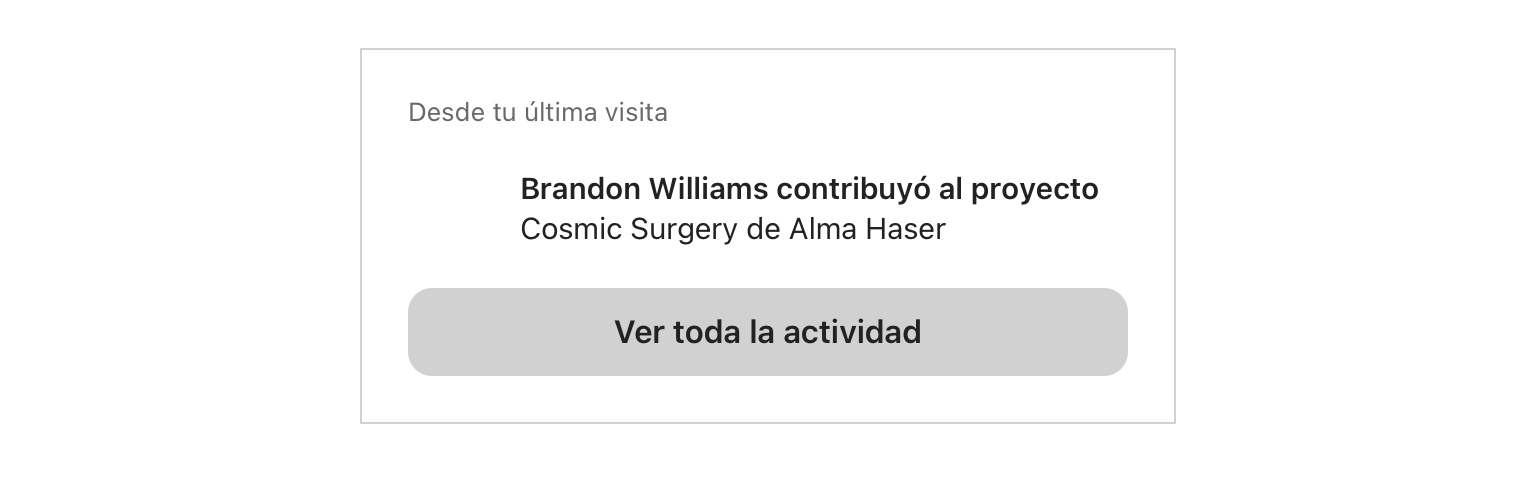 Desde tu última visita
Brandon Williams contribuyó al proyecto
Cosmic Surgery de Alma Haser
Ver toda la actividad